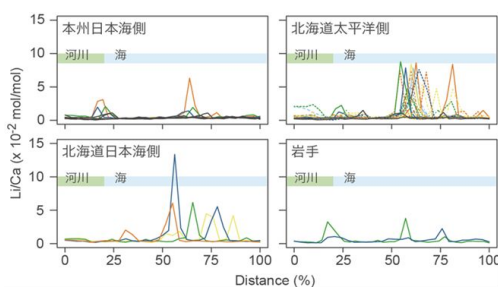 本州日本海側
北海道太平洋側
河川 海
河川 海
北海道日本海側
岩手
河川 海
河川 海
Li/Ca (x 10⁻² mol/mol)
15
10
5
0
15
10
5
0
0 25 50 75 100
0 25 50 75 100
Distance (%)
Distance (%)